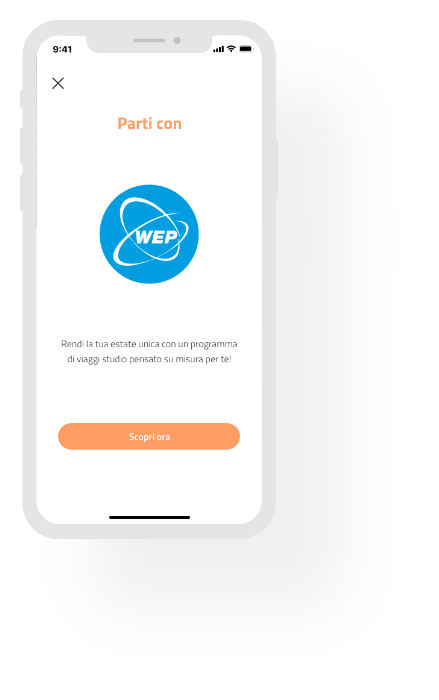 9:41
Parti con
WEP
Rendi la tua estate unica con un programma
di viaggi studio pensato su misura per te!
Scopri ora